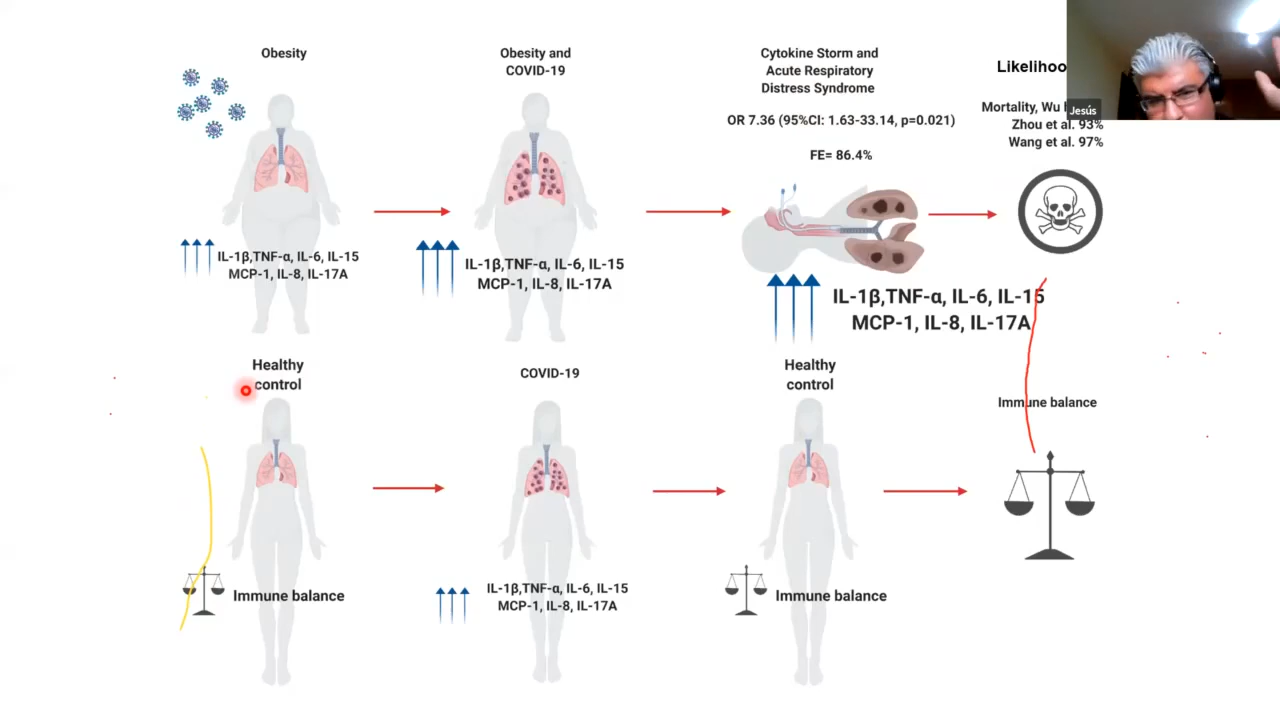 Obesity
IL-1β,TNF-α, IL-6, IL-15
MCP-1, IL-8, IL-17A
Obesity and
COVID-19
IL-1β,TNF-α, IL-6, IL-15
MCP-1, IL-8, IL-17A
Cytokine Storm and
Acute Respiratory
Distress Syndrome
OR 7.36 (95%CI: 1.63-33.14, p=0.021)
FE= 86.4%
IL-1β,TNF-α, IL-6, IL-15
MCP-1, IL-8, IL-17A
Mortality, Wu
Zhou et al. 93%
Wang et al. 97%
Jesús
Healthy
control
Immune balance
COVID-19
IL-1β,TNF-α, IL-6, IL-15
MCP-1, IL-8, IL-17A
Healthy
control
Immune balance
Immune balance